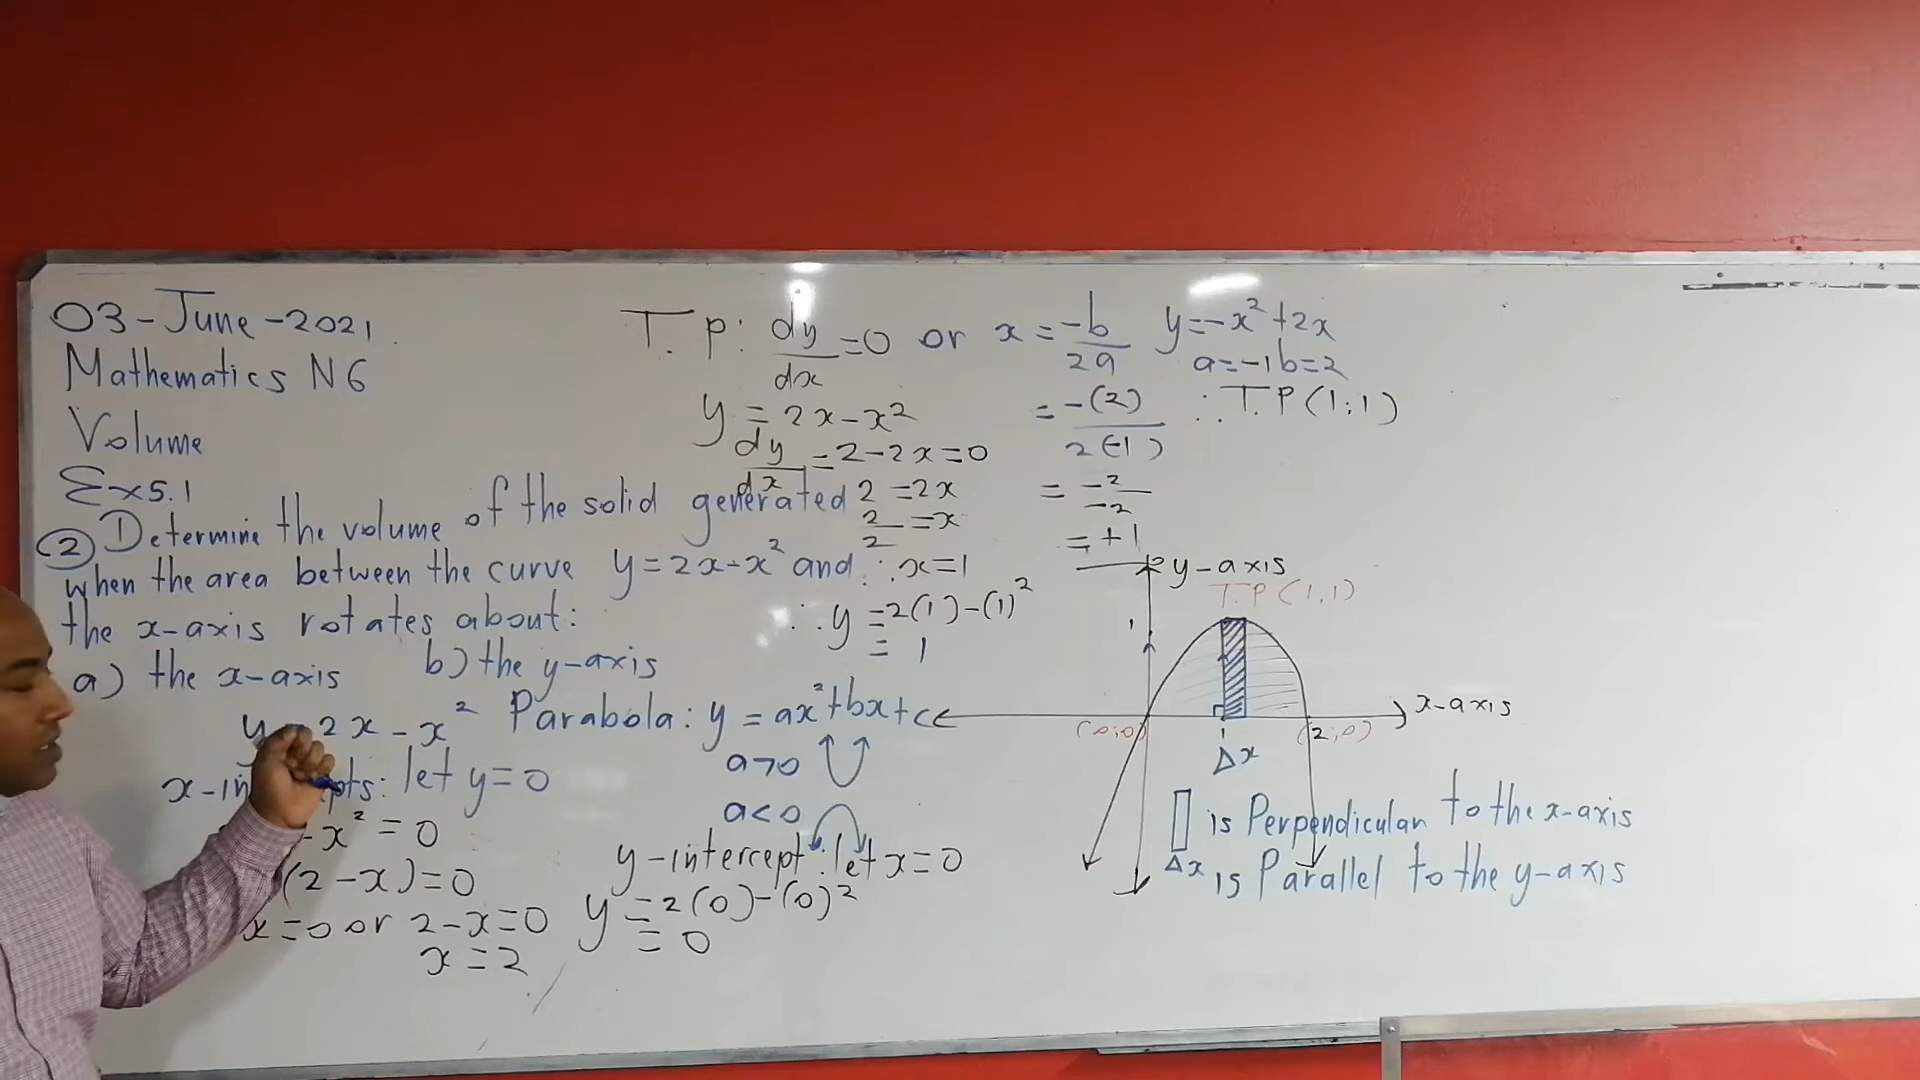 03-June-2021
Mathematics N6
Volume
Ex5.1
② Determine the volume of the solid generated
when the area between the curve y=2x-x² and
the x-axis rotates about:
a) the x-axis b) the y-axis
y=2x-x²
let y=0
-x²=0
(2-x)=0
x=0 or 2-x=0
x=2
Parabola: y=ax²+bx+c
a>0
a<0
y-intercept: let x=0
y=2(0)-(0)²
=0
T.P: dy/dx=0 or x=-b/2a
y=2x-x²
dy/dx=2-2x=0
2=2x
2/2=x
∴x=1
∴y=2(1)-(1)²
=1
=-(2)/2(-1)
=-2/-2
=+1
y=-x²+2x
a=-1 b=2
∴T.P(1;1)
y-axis
T.P(1,1)
1
x-axis
(0;0)
1
(2;0)
Δx
is Perpendicular to the x-axis
Δx is Parallel to the y-axis